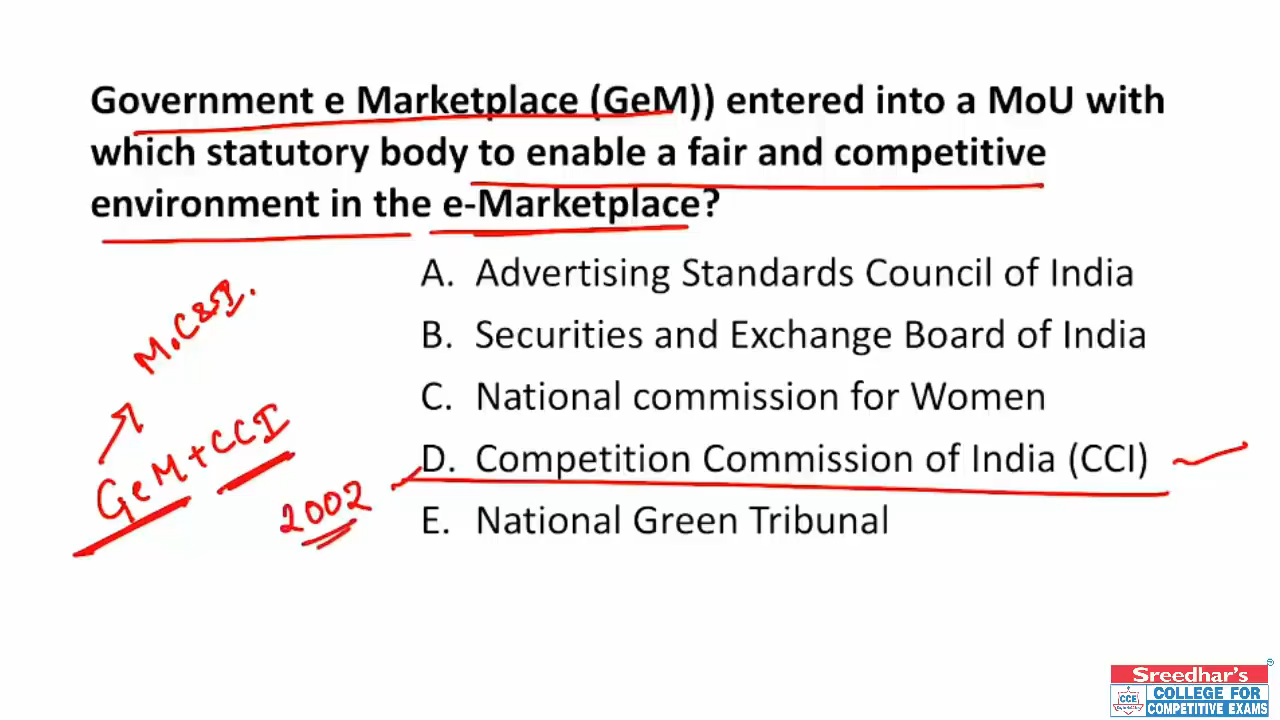 Government e Marketplace (GeM)) entered into a MoU with
which statutory body to enable a fair and competitive
environment in the e-Marketplace?
A. Advertising Standards Council of India
B. Securities and Exchange Board of India
C. National commission for Women
D. Competition Commission of India (CCI)
E. National Green Tribunal
M.C&I.
GeM + CCI
2002
Sreedhar's
CCE
COLLEGE FOR
COMPETITIVE EXAMS